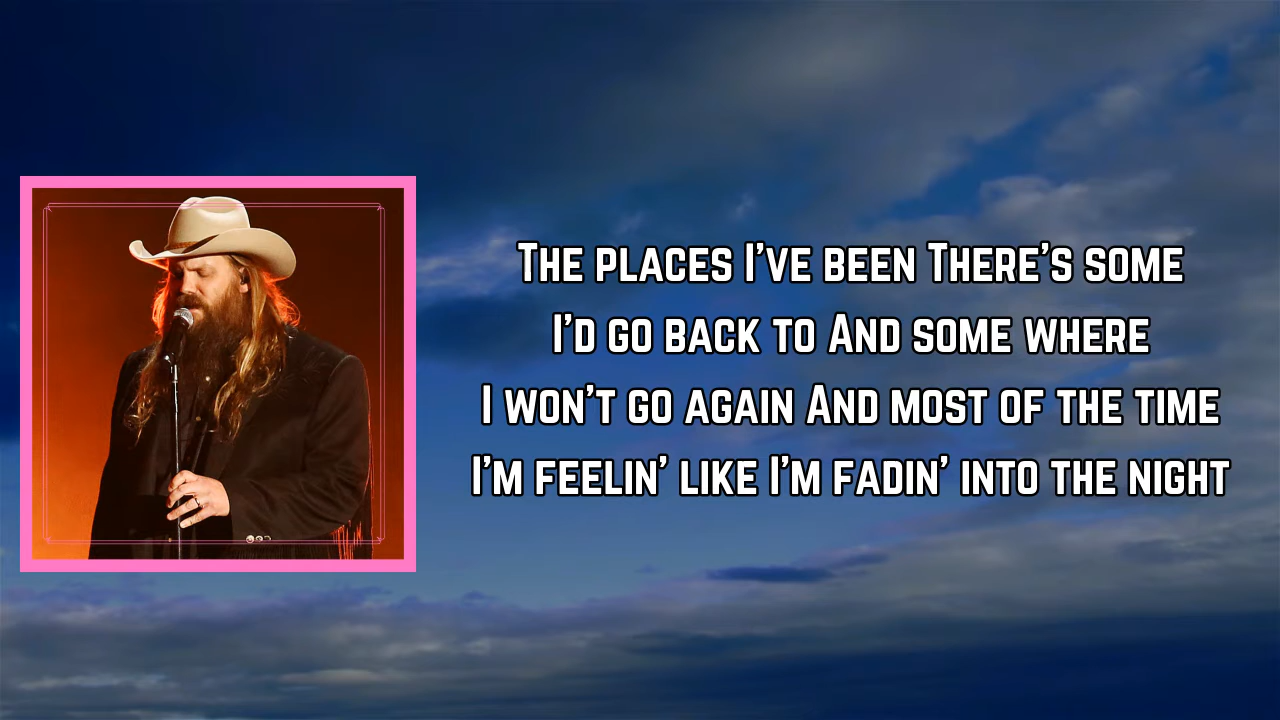 The places I've been There's some
I'd go back to And some where
I won't go again And most of the time
I'm feelin' like I'm fadin' into the night